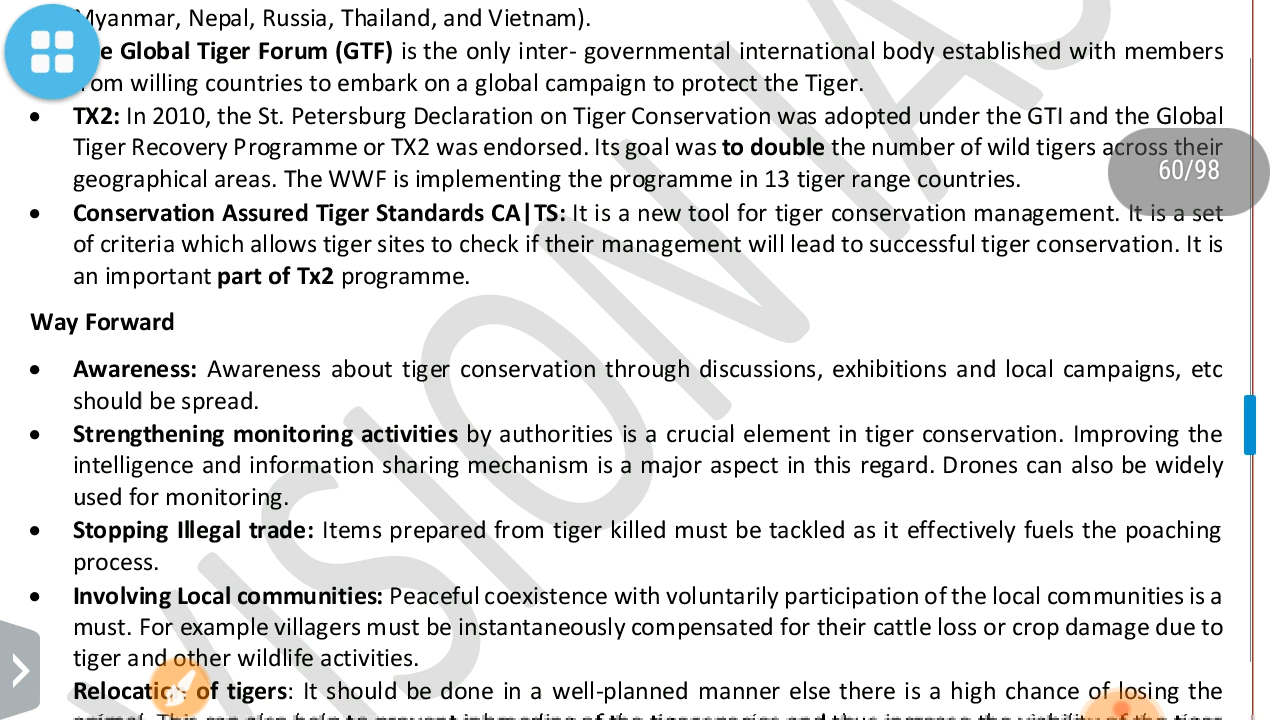 Myanmar, Nepal, Russia, Thailand, and Vietnam).
Global Tiger Forum (GTF) is the only inter- governmental international body established with members
from willing countries to embark on a global campaign to protect the Tiger.
• TX2: In 2010, the St. Petersburg Declaration on Tiger Conservation was adopted under the GTI and the Global
Tiger Recovery Programme or TX2 was endorsed. Its goal was to double the number of wild tigers across their
60/98
geographical areas. The WWF is implementing the programme in 13 tiger range countries.
• Conservation Assured Tiger Standards CA|TS: It is a new tool for tiger conservation management. It is a set
of criteria which allows tiger sites to check if their management will lead to successful tiger conservation. It is
an important part of Tx2 programme.
Way Forward
• Awareness: Awareness about tiger conservation through discussions, exhibitions and local campaigns, etc
should be spread.
• Strengthening monitoring activities by authorities is a crucial element in tiger conservation. Improving the
intelligence and information sharing mechanism is a major aspect in this regard. Drones can also be widely
used for monitoring.
• Stopping Illegal trade: Items prepared from tiger killed must be tackled as it effectively fuels the poaching
process.
• Involving Local communities: Peaceful coexistence with voluntarily participation of the local communities is a
must. For example villagers must be instantaneously compensated for their cattle loss or crop damage due to
tiger and other wildlife activities.
Relocation of tigers: It should be done in a well-planned manner else there is a high chance of losing the
VISION IAS